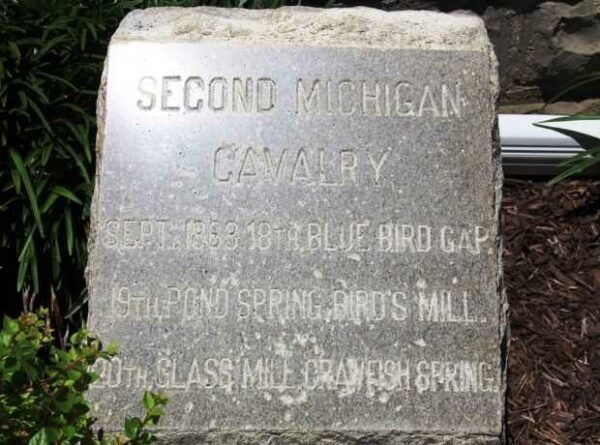 SECOND MICHIGAN
CAVALRY
SEPT. 1863 18TH. BLUE BIRD GAP.
19TH. POND SPRING. BIRD'S MILL.
20TH. GLASS MILL. CRAWFISH SPRING.